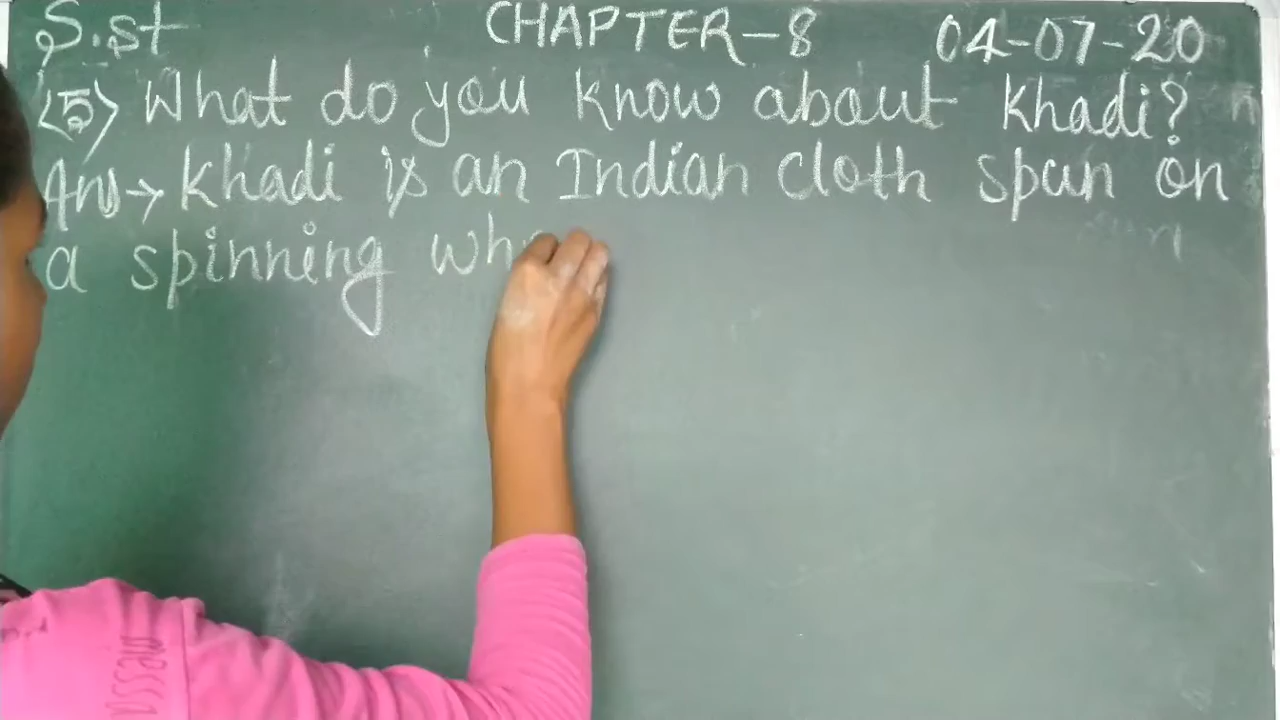 S.st CHAPTER-8 04-07-20
<5> What do you know about Khadi?
Ans→ Khadi is an Indian cloth spun on
a spinning